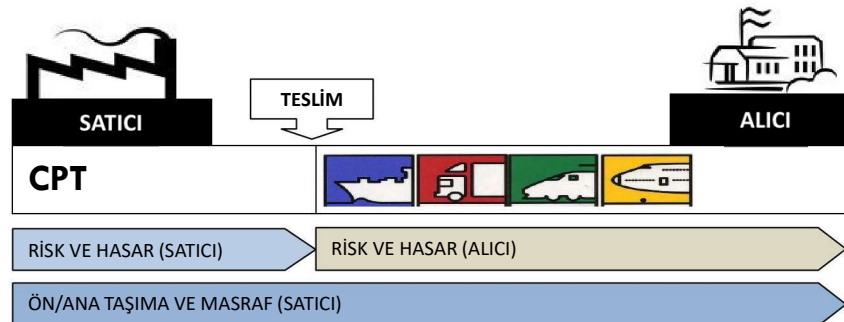 SATICI
TESLİM
ALICI
CPT
RİSK VE HASAR (SATICI)
RİSK VE HASAR (ALICI)
ÖN/ANA TAŞIMA VE MASRAF (SATICI)